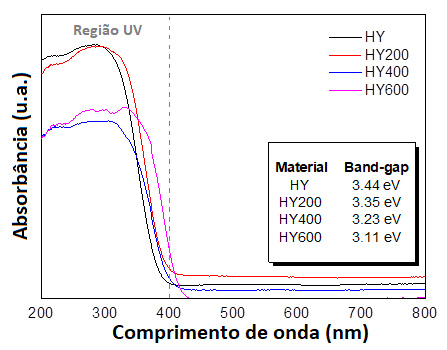 Região UV
HY
HY200
HY400
HY600
Absorbância (u.a.)
Material Band-gap
HY 3.44 eV
HY200 3.35 eV
HY400 3.23 eV
HY600 3.11 eV
200 300 400 500 600 700 800
Comprimento de onda (nm)